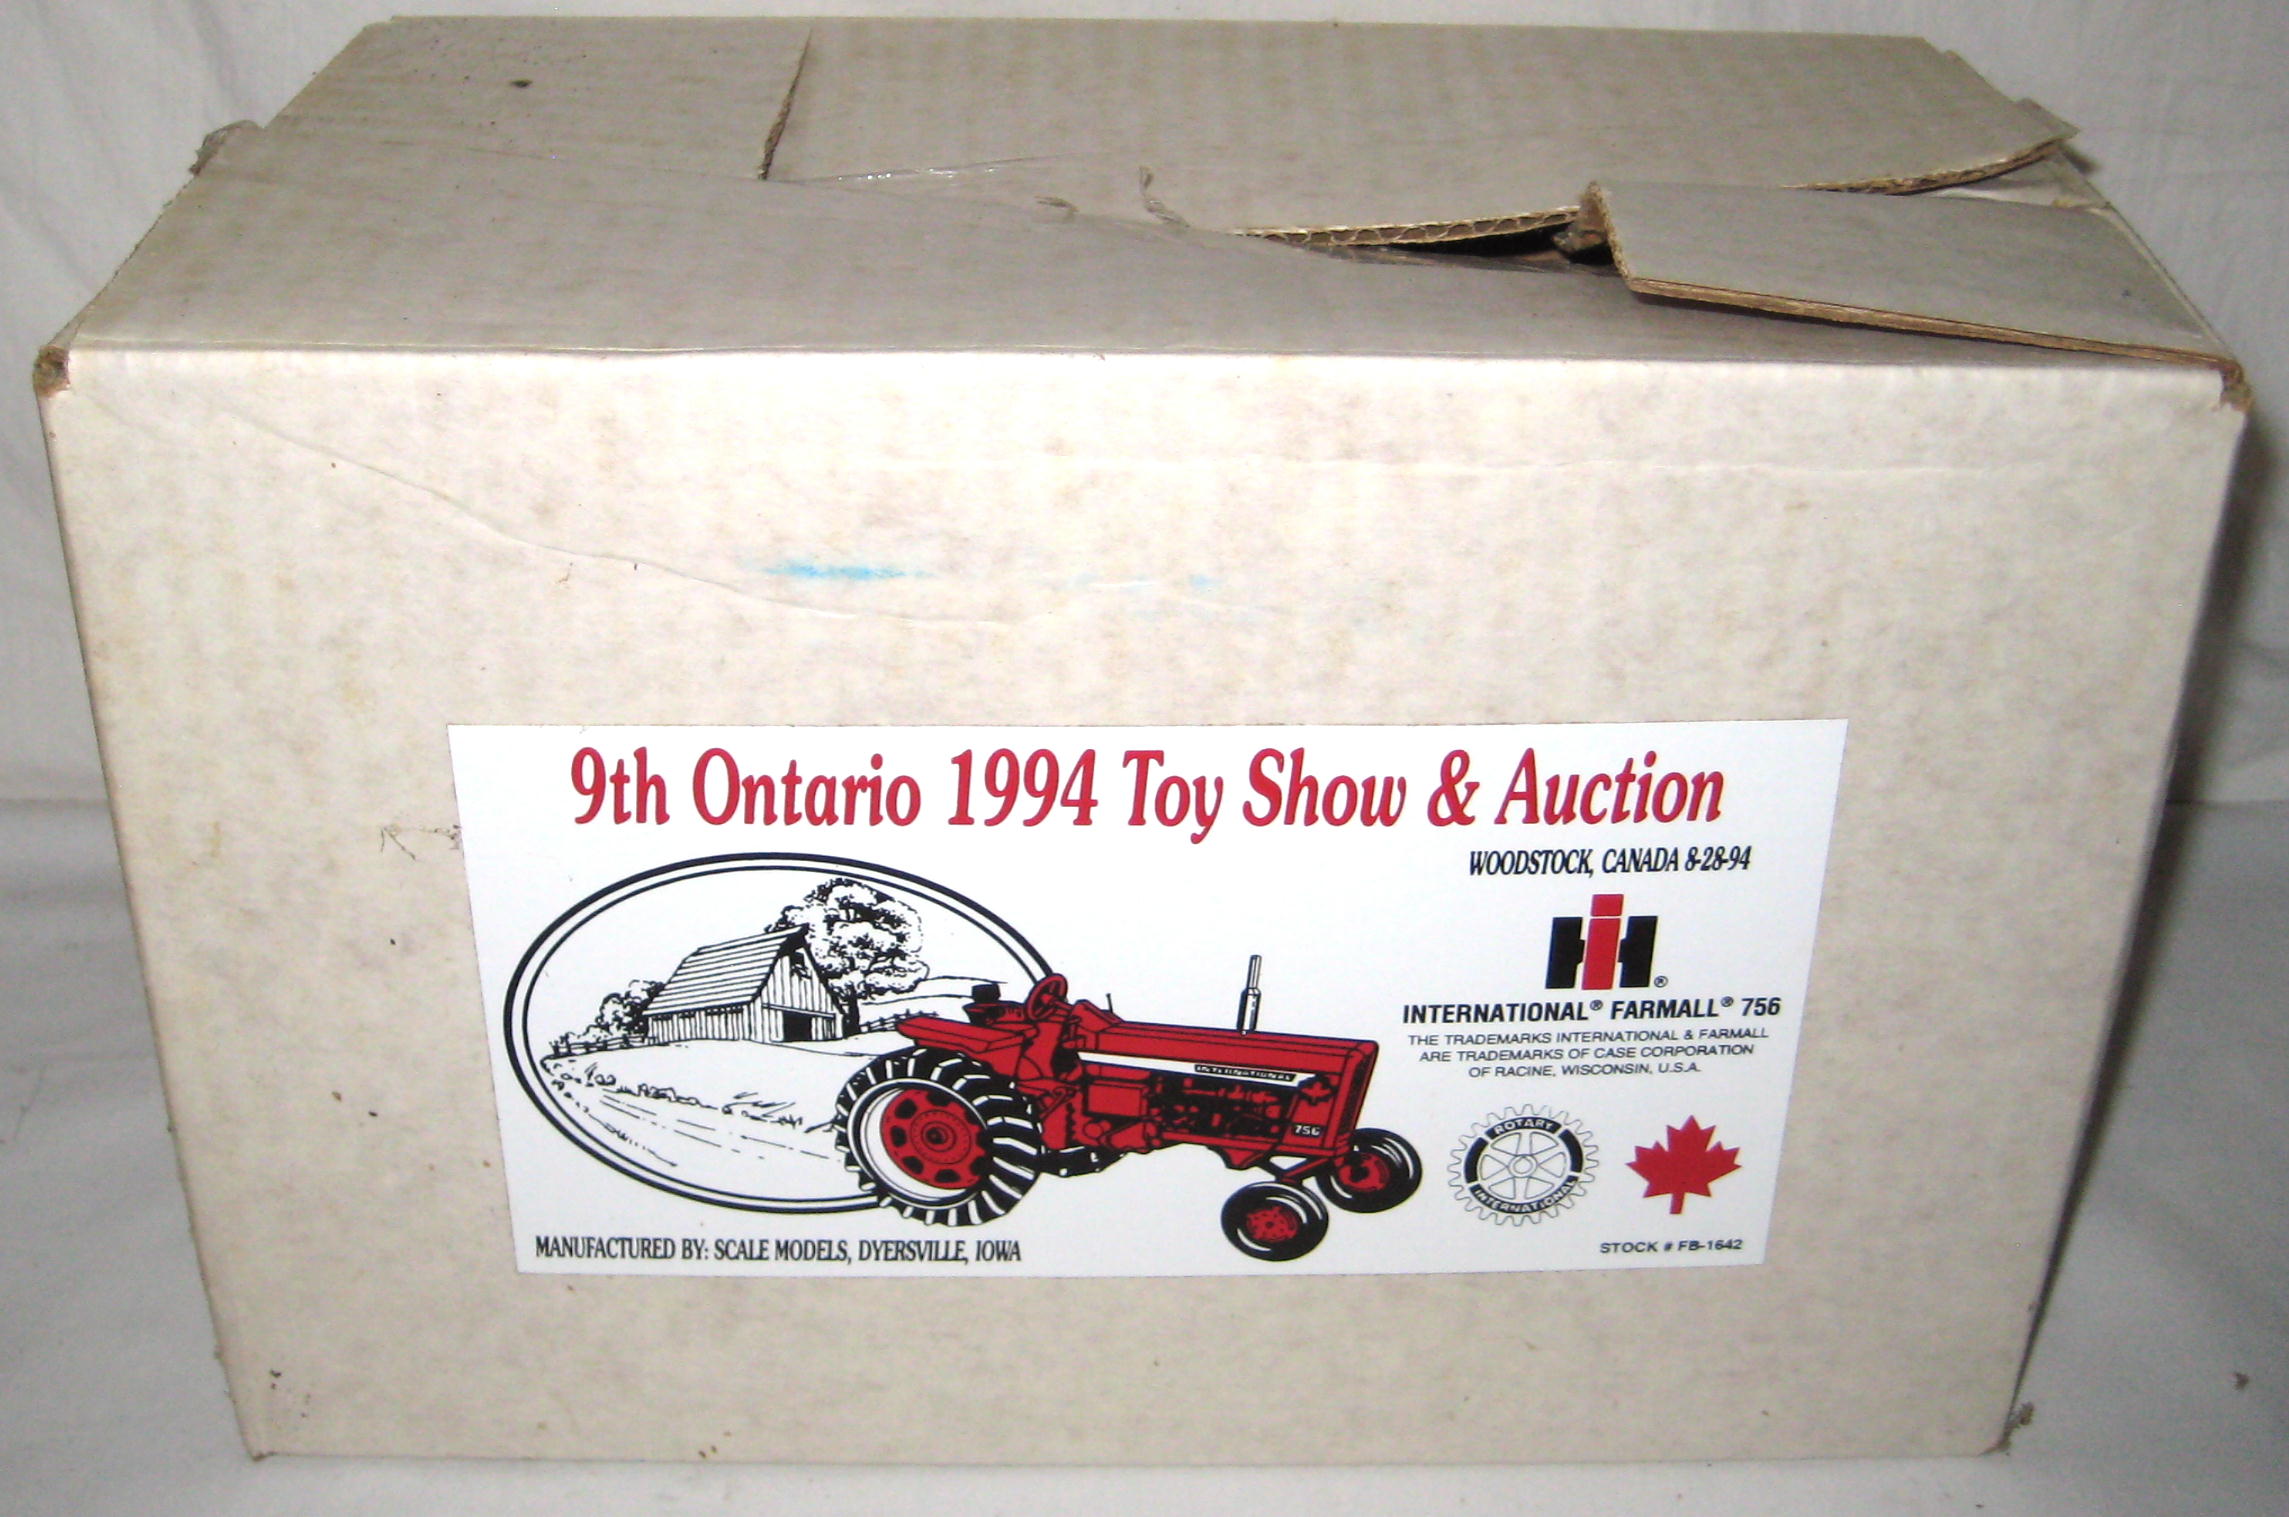 9th Ontario 1994 Toy Show & Auction
WOODSTOCK, CANADA 8-28-94
IH®
INTERNATIONAL® FARMALL® 756
THE TRADEMARKS INTERNATIONAL & FARMALL
ARE TRADEMARKS OF CASE CORPORATION
OF RACINE, WISCONSIN, U.S.A.
INTERNATIONAL
756
ROTARY
INTERNATIONAL
MANUFACTURED BY: SCALE MODELS, DYERSVILLE, IOWA
STOCK # FB-1642